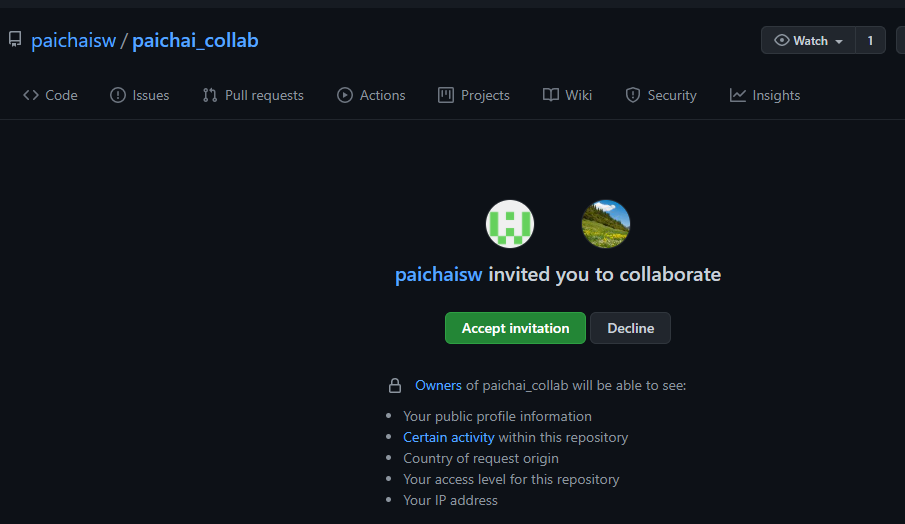 paichaisw / paichai_collab
Watch 1
Code Issues Pull requests Actions Projects Wiki Security Insights
paichaisw invited you to collaborate
Accept invitation Decline
Owners of paichai_collab will be able to see:
Your public profile information
Certain activity within this repository
Country of request origin
Your access level for this repository
Your IP address